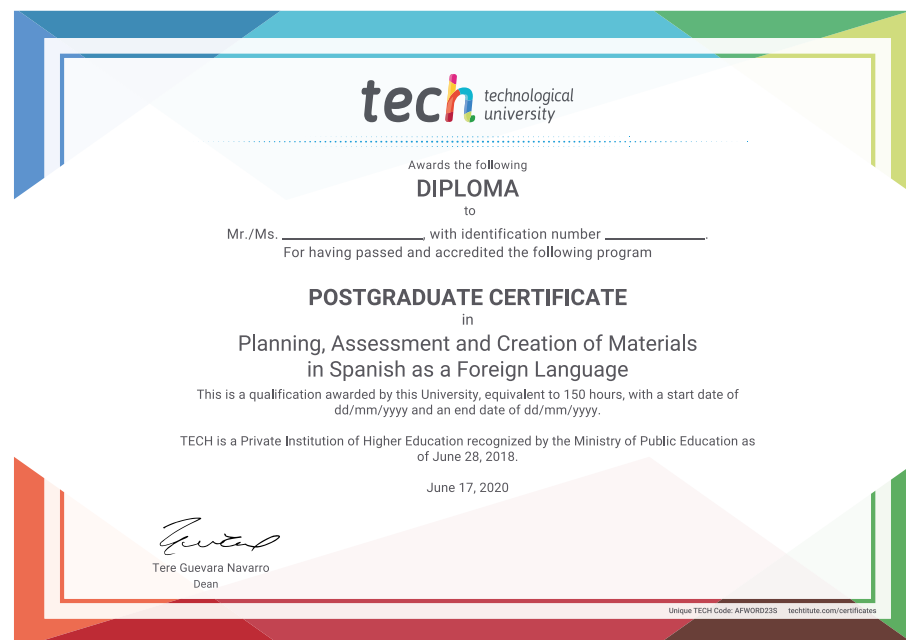 tech technological
university
Awards the following
DIPLOMA
to
Mr./Ms. ____________________, with identification number ______________.
For having passed and accredited the following program
POSTGRADUATE CERTIFICATE
in
Planning, Assessment and Creation of Materials
in Spanish as a Foreign Language
This is a qualification awarded by this University, equivalent to 150 hours, with a start date of
dd/mm/yyyy and an end date of dd/mm/yyyy.
TECH is a Private Institution of Higher Education recognized by the Ministry of Public Education as
of June 28, 2018.
June 17, 2020
Tere Guevara Navarro
Dean
Unique TECH Code: AFWORD23S techtitute.com/certificates